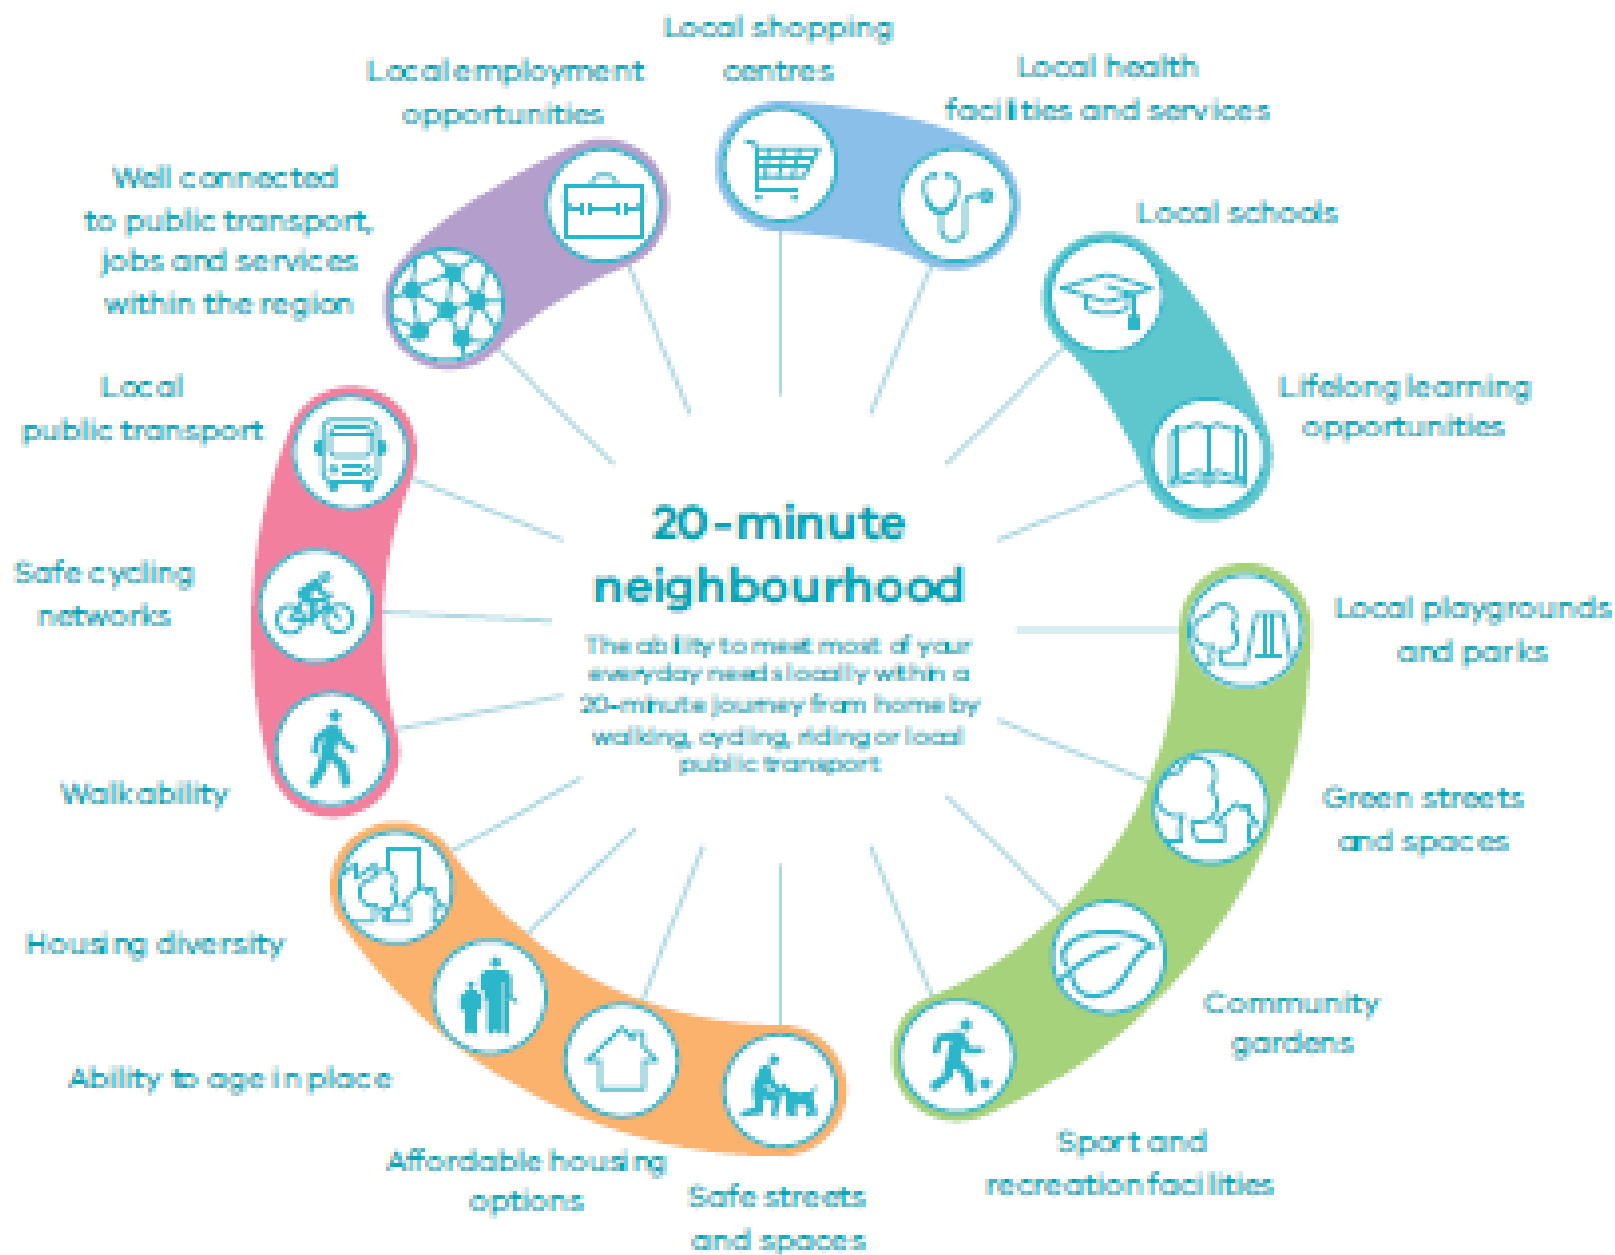 Local shopping
centres
Local health
facilities and services
Local schools
Lifelong learning
opportunities
Local playgrounds
and parks
Green streets
and spaces
Community
gardens
Sport and
recreation facilities
Safe streets
and spaces
Affordable housing
options
Ability to age in place
Housing diversity
Walkability
Safe cycling
networks
Local
public transport
Well connected
to public transport,
jobs and services
within the region
Local employment
opportunities
20-minute
neighbourhood
The ability to meet most of your
everyday needs locally within a
20-minute journey from home by
walking, cycling, riding or local
public transport